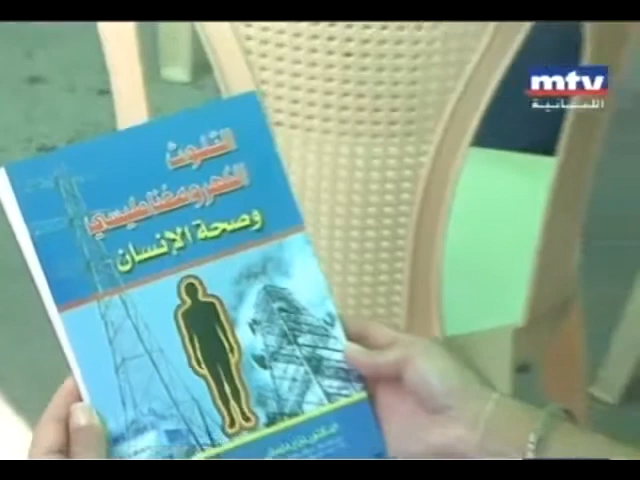 mtv
اللبنانية
التلوث
الكهرومغناطيسي
وصحة الإنسان